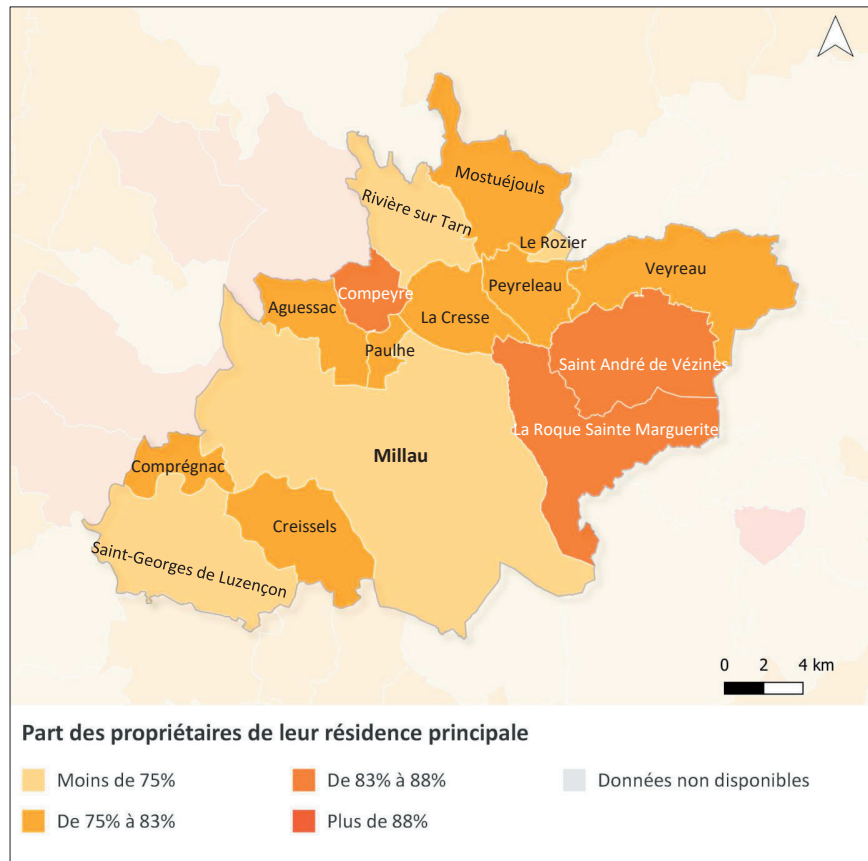 Mostuéjouls
Rivière sur Tarn
Le Rozier
Veyreau
Compeyre
Peyreleau
Aguessac
La Cresse
Paulhe
Saint André de Vézines
La Roque Sainte Marguerite
Millau
Comprégnac
Creissels
Saint-Georges de Luzençon
0 2 4 km
Part des propriétaires de leur résidence principale
Moins de 75%
De 83% à 88%
Données non disponibles
De 75% à 83%
Plus de 88%